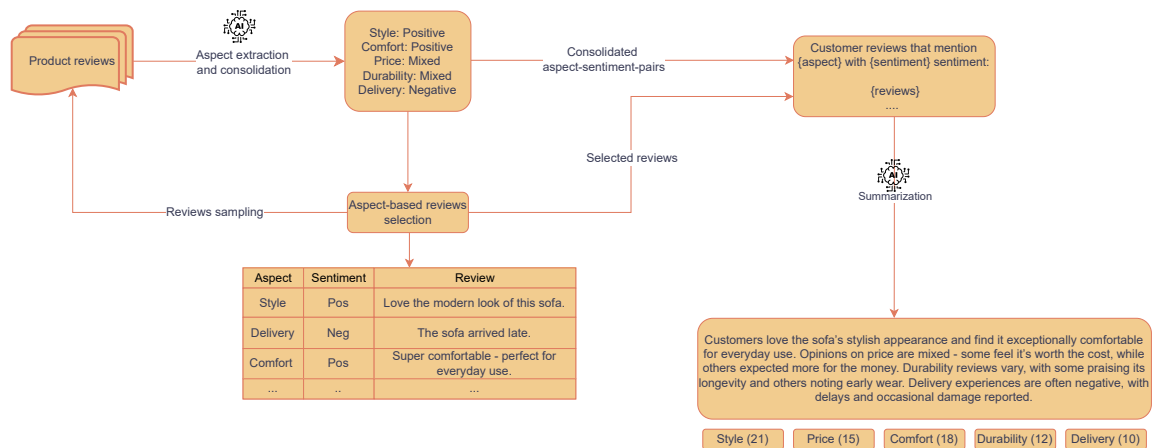 Product reviews
AI
Aspect extraction
and consolidation
Style: Positive
Comfort: Positive
Price: Mixed
Durability: Mixed
Delivery: Negative
Consolidated
aspect-sentiment-pairs
Customer reviews that mention
{aspect} with {sentiment} sentiment:
{reviews}
....
Selected reviews
AI
Summarization
Reviews sampling
Aspect-based reviews
selection
Aspect Sentiment Review
Style Pos Love the modern look of this sofa.
Delivery Neg The sofa arrived late.
Comfort Pos Super comfortable - perfect for
everyday use.
... .. ...
Customers love the sofa's stylish appearance and find it exceptionally comfortable
for everyday use. Opinions on price are mixed - some feel it's worth the cost, while
others expected more for the money. Durability reviews vary, with some praising its
longevity and others noting early wear. Delivery experiences are often negative, with
delays and occasional damage reported.
Style (21) Price (15) Comfort (18) Durability (12) Delivery (10)